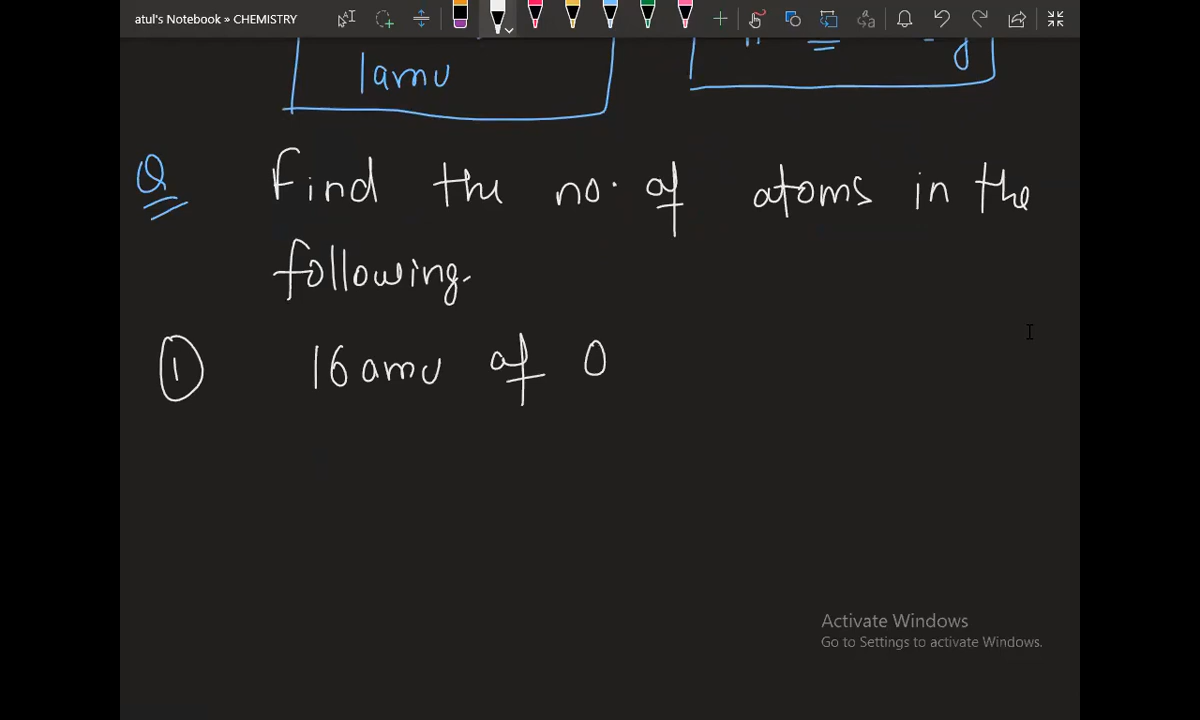 atul's Notebook » CHEMISTRY
1amu
Q Find the no. of atoms in the
following.
1 16 amu of O
Activate Windows
Go to Settings to activate Windows.